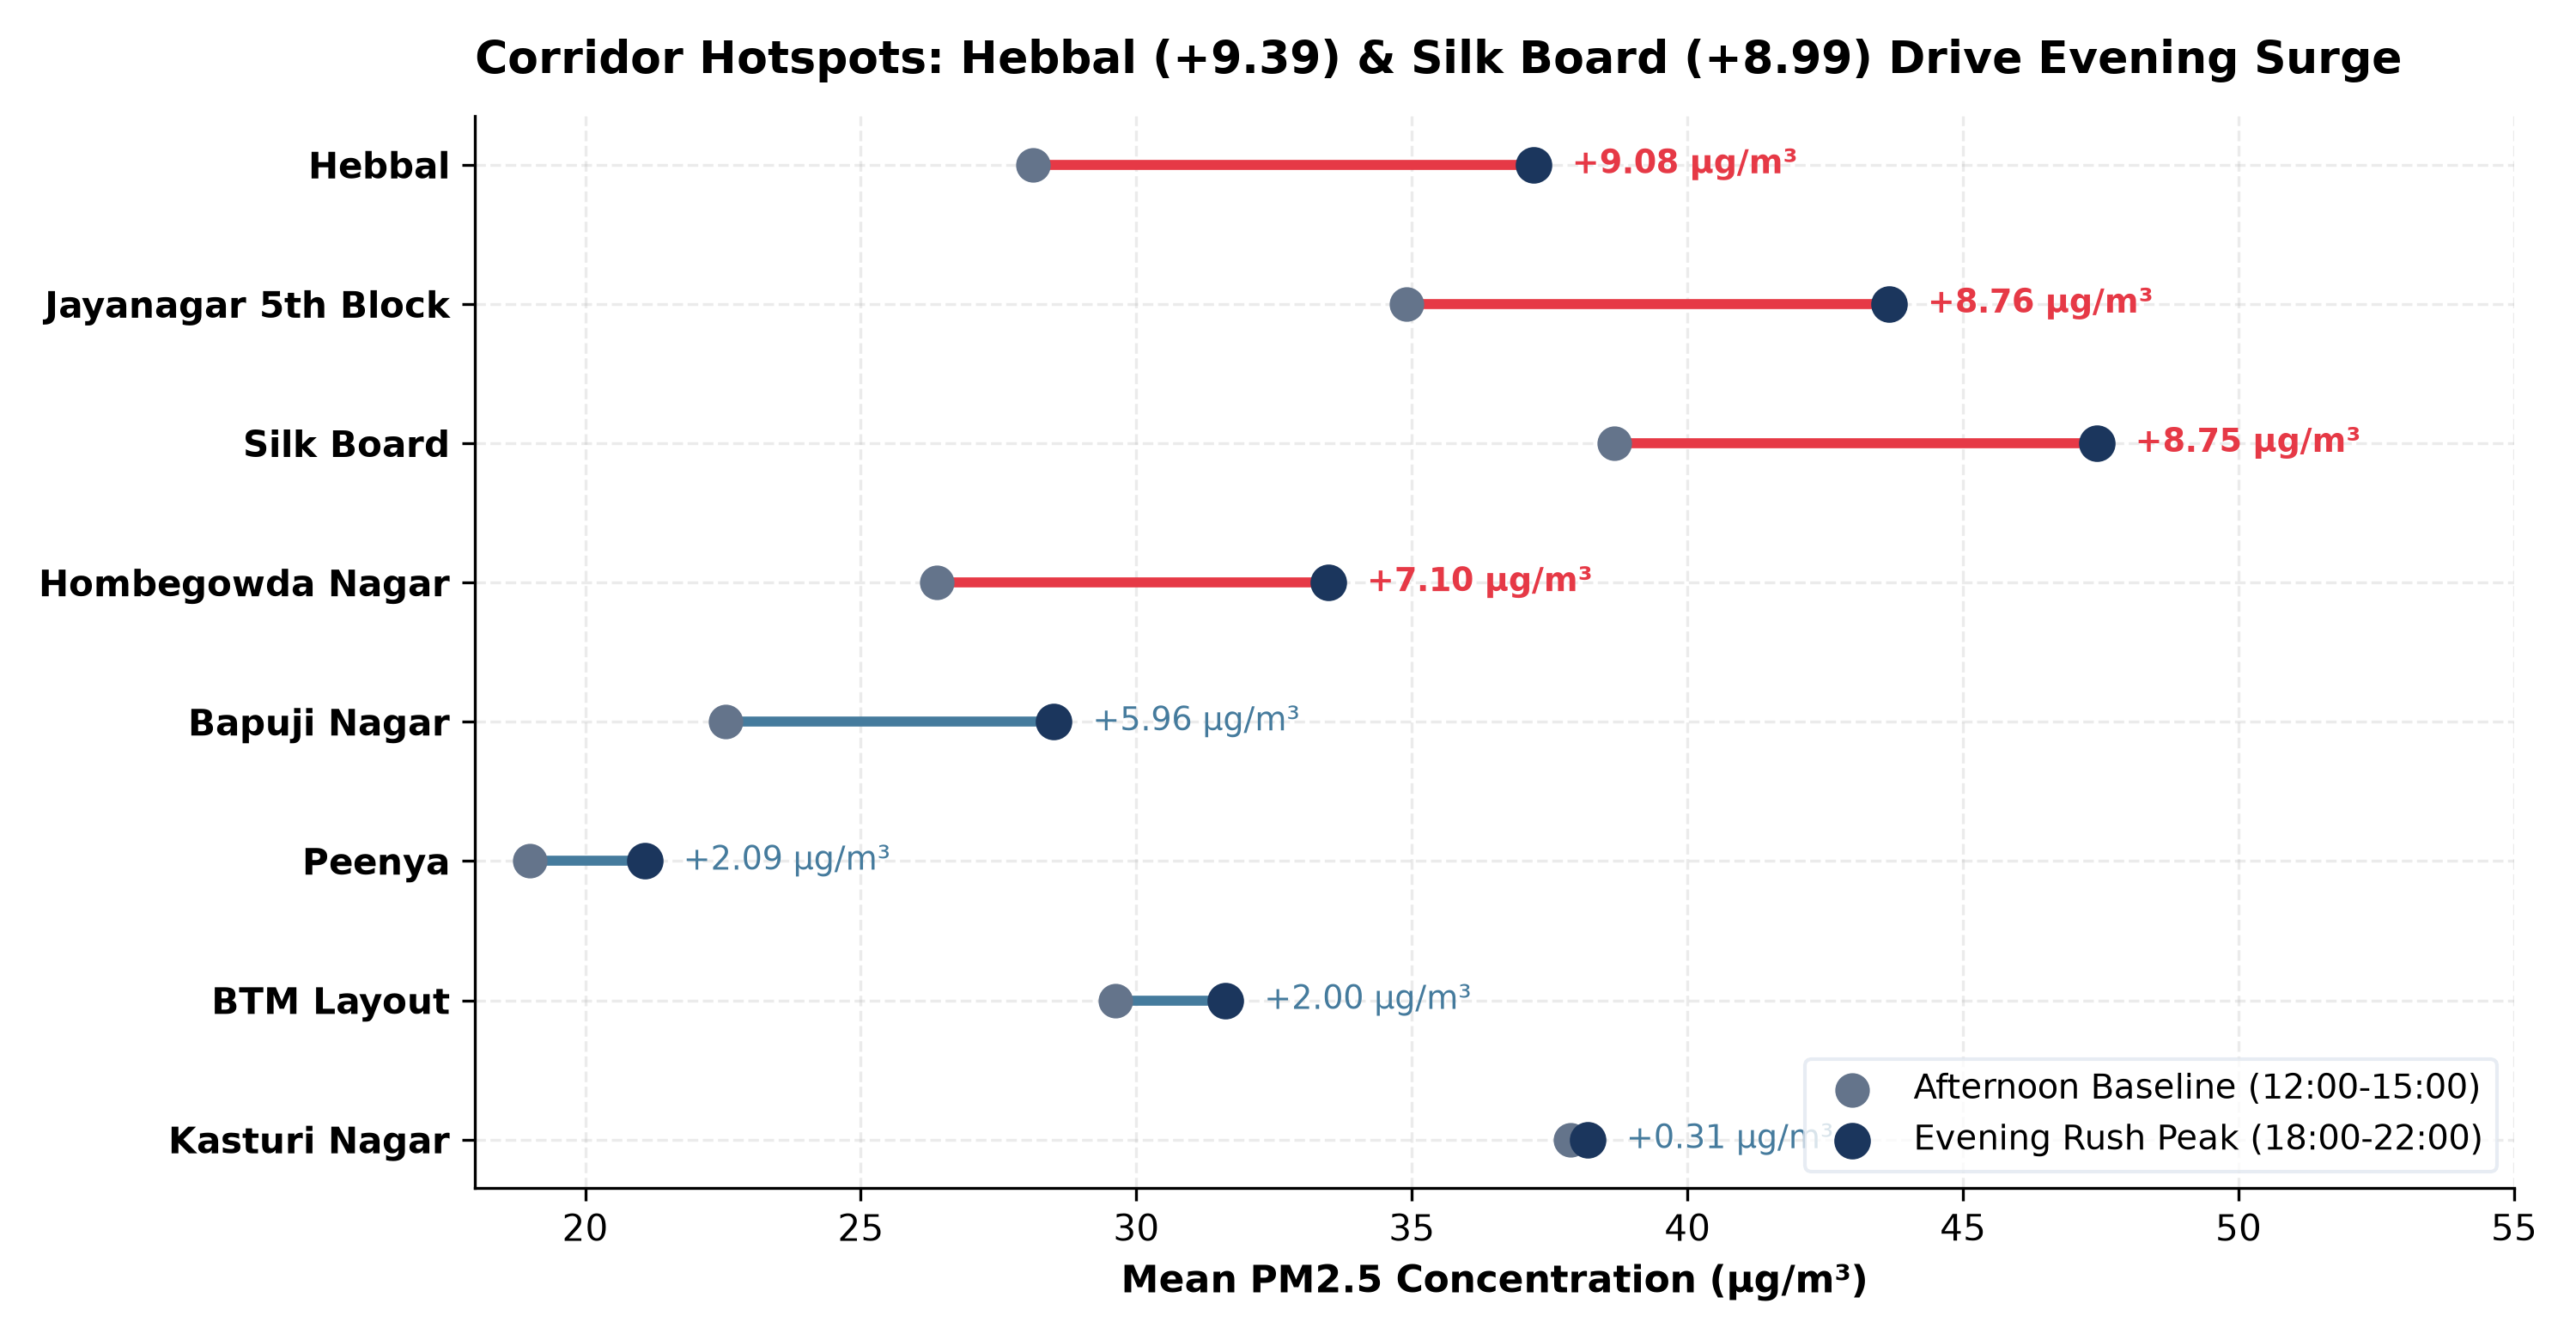 Corridor Hotspots: Hebbal (+9.39) & Silk Board (+8.99) Drive Evening Surge
Hebbal
+9.08 µg/m³
Jayanagar 5th Block
+8.76 µg/m³
Silk Board
+8.75 µg/m³
Hombegowda Nagar
+7.10 µg/m³
Bapuji Nagar
+5.96 µg/m³
Peenya
+2.09 µg/m³
BTM Layout
+2.00 µg/m³
Kasturi Nagar
+0.31 µg/m³
Afternoon Baseline (12:00-15:00)
Evening Rush Peak (18:00-22:00)
20 25 30 35 40 45 50 55
Mean PM2.5 Concentration (µg/m³)